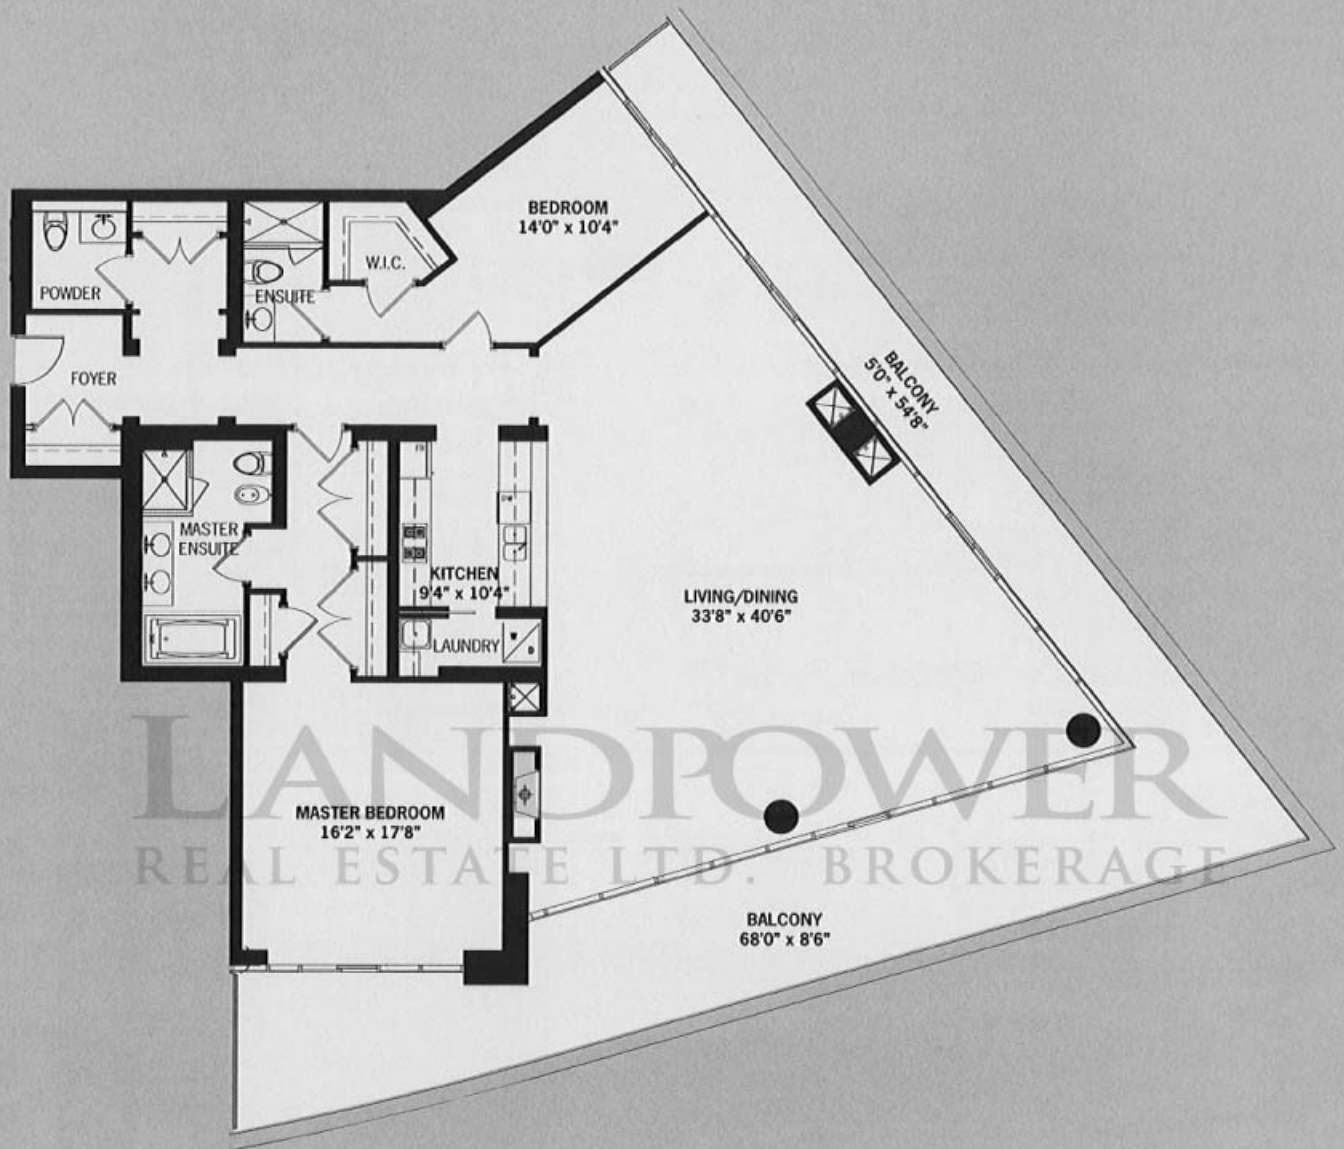 BEDROOM
14'0" x 10'4"
W.I.C.
POWDER
ENSUITE
FOYER
BALCONY
5'0" x 54'8"
FR
DW
MASTER
ENSUITE
KITCHEN
9'4" x 10'4"
LIVING/DINING
33'8" x 40'6"
LAUNDRY
LANDPOWER
MASTER BEDROOM
16'2" x 17'8"
REAL ESTATE LTD. BROKERAGE
BALCONY
68'0" x 8'6"